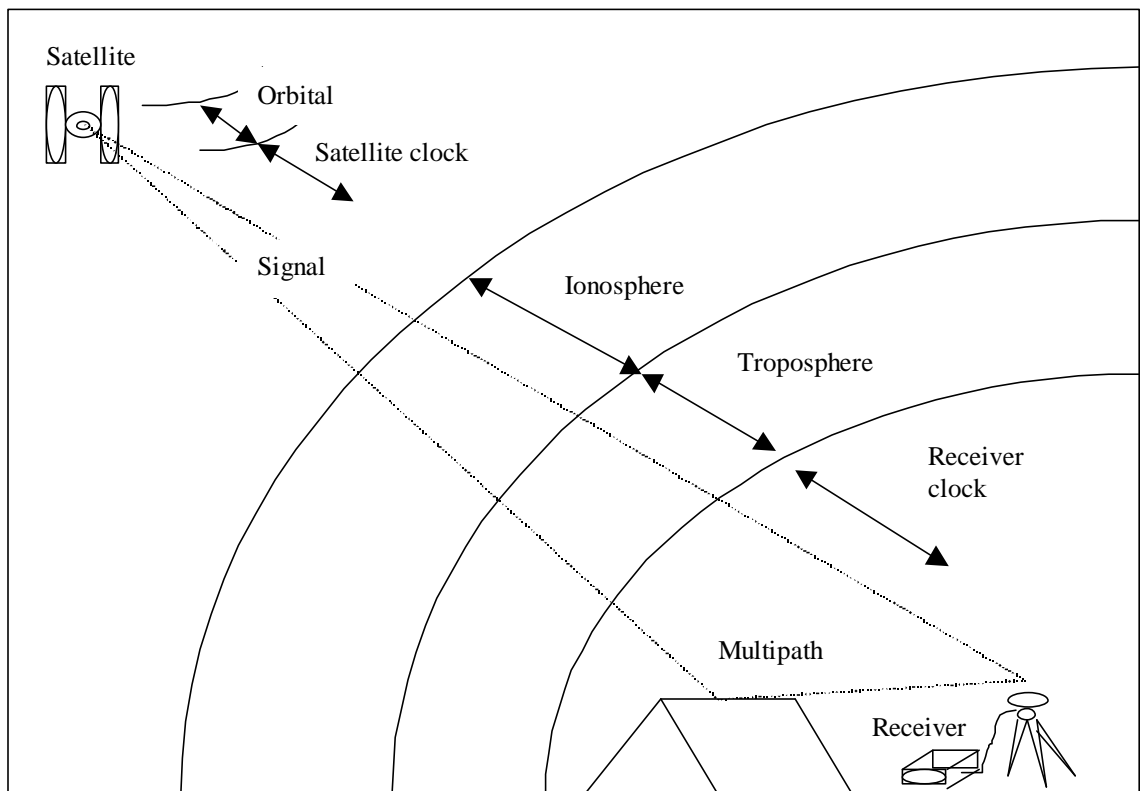 Satellite
Orbital
Satellite clock
Signal
Ionosphere
Troposphere
Receiver
clock
Multipath
Receiver